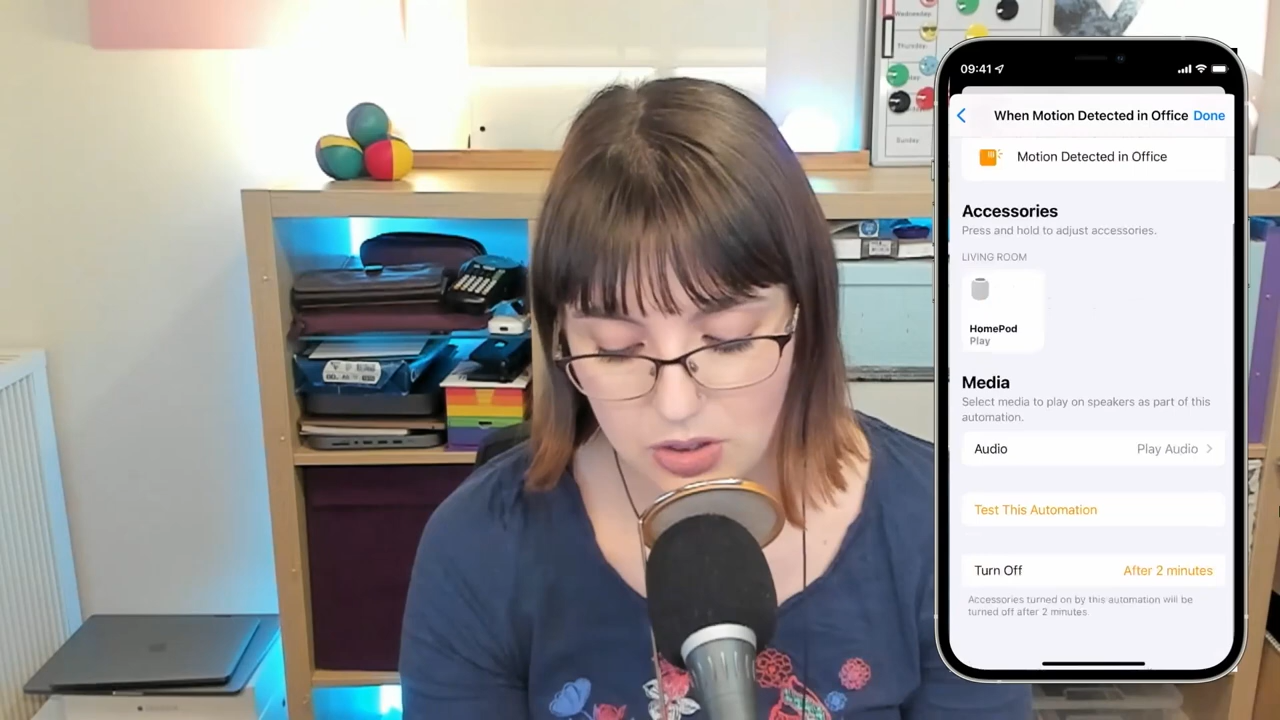 Wednesday
Thursday
Sunday
09:41
When Motion Detected in Office Done
Motion Detected in Office
Accessories
Press and hold to adjust accessories.
LIVING ROOM
HomePod
Play
Media
Select media to play on speakers as part of this
automation.
Audio Play Audio
Test This Automation
Turn Off After 2 minutes
Accessories turned on by this automation will be
turned off after 2 minutes